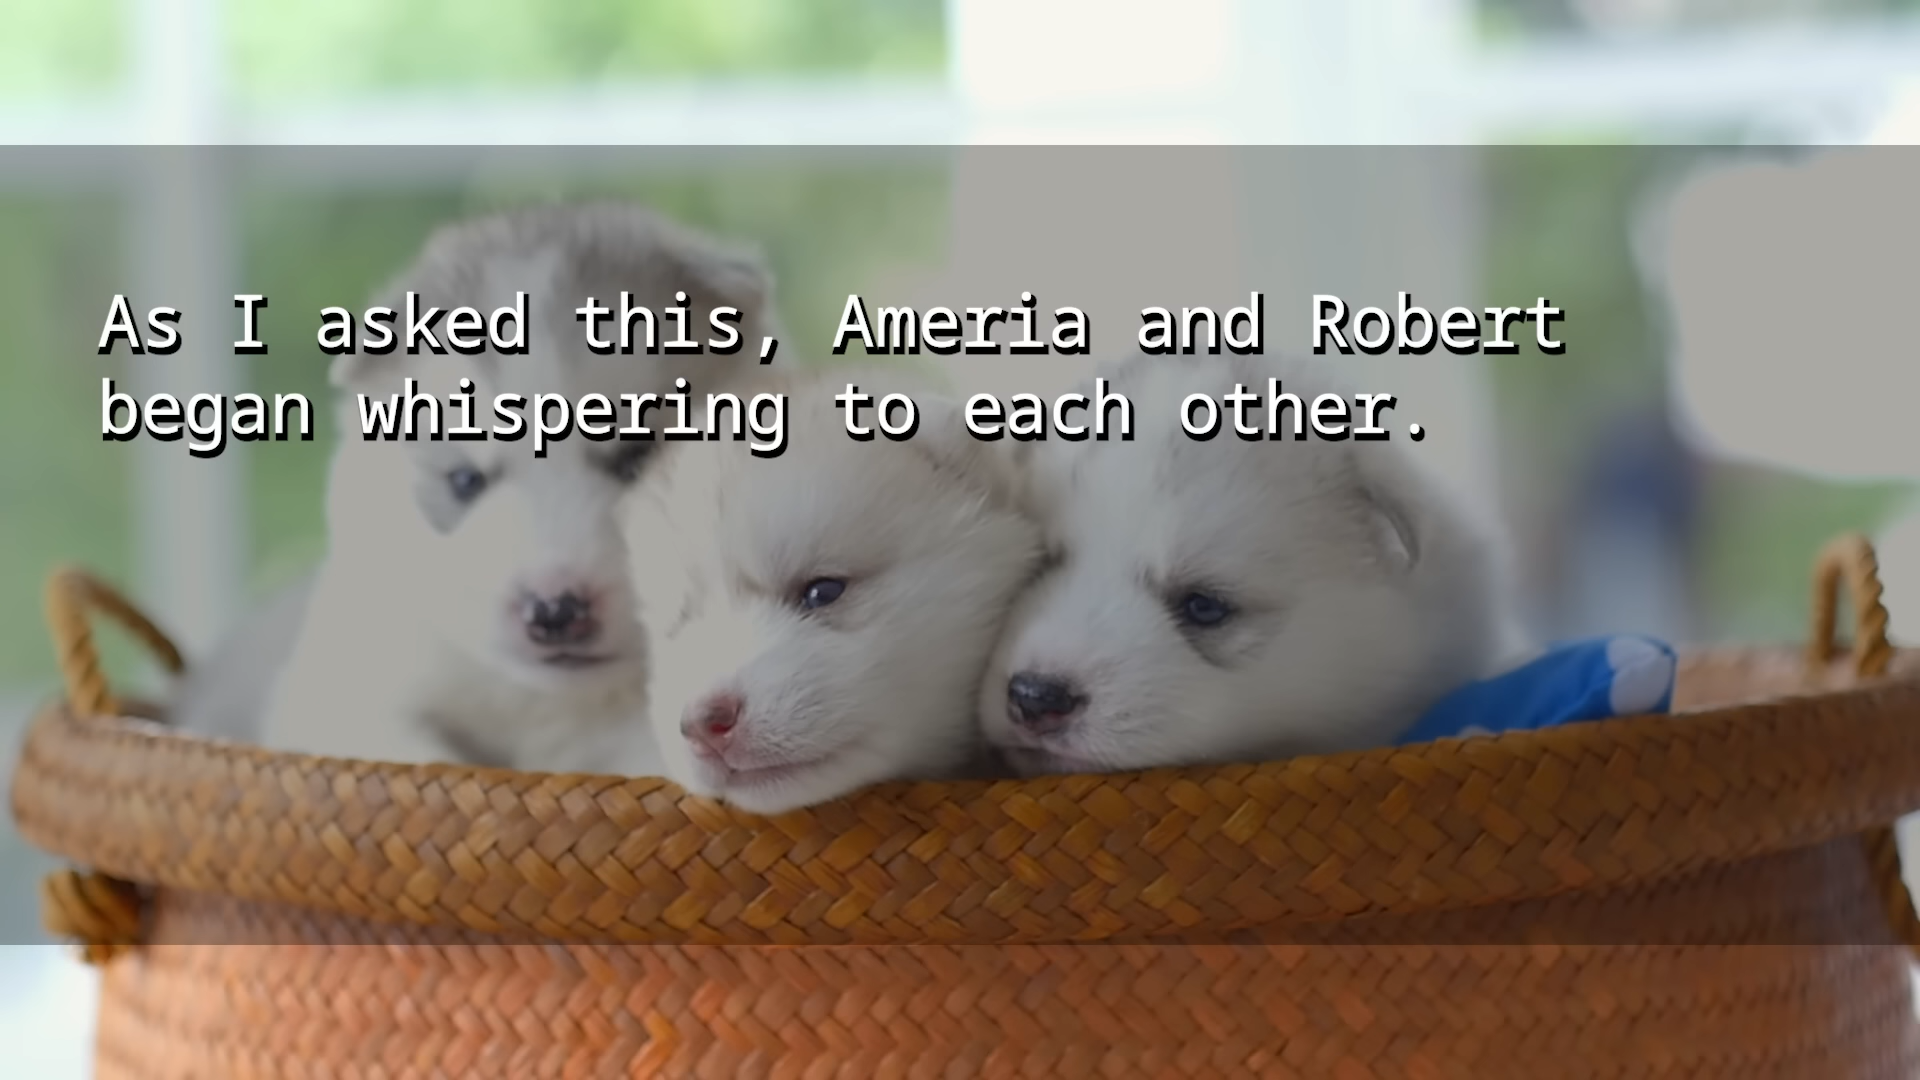 As I asked this, Ameria and Robert
began whispering to each other.